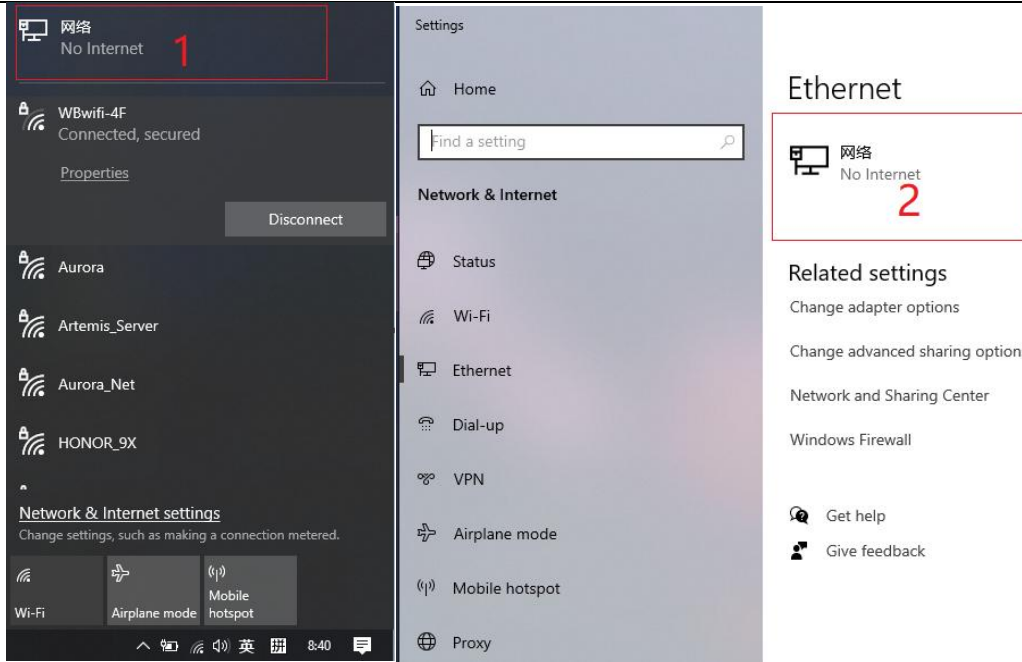 网络
No Internet
1
WBwifi-4F
Connected, secured
Properties
Disconnect
Aurora
Artemis_Server
Aurora_Net
HONOR_9X
Network & Internet settings
Change settings, such as making a connection metered.
Wi-Fi
Airplane mode
Mobile
hotspot
英
拼
8:40
Settings
Home
Find a setting
Network & Internet
Status
Wi-Fi
Ethernet
Dial-up
VPN
Airplane mode
Mobile hotspot
Proxy
Ethernet
网络
No Internet
2
Related settings
Change adapter options
Change advanced sharing option
Network and Sharing Center
Windows Firewall
Get help
Give feedback